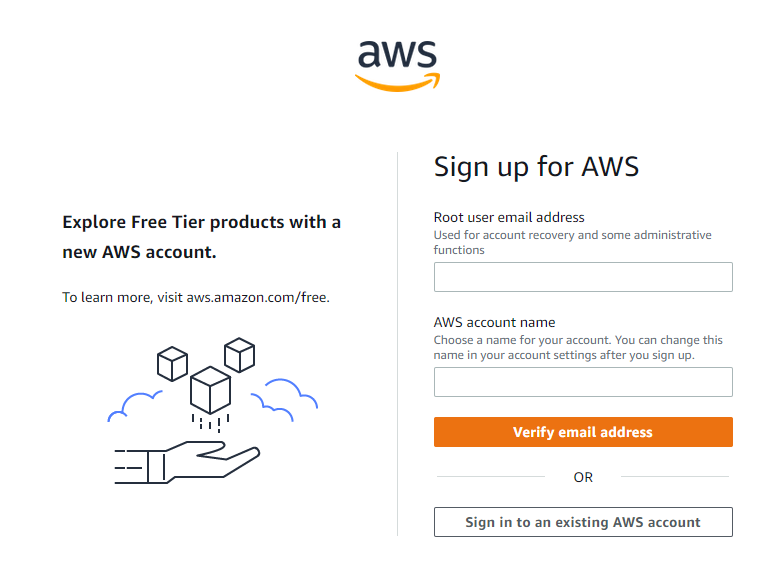 aws
Explore Free Tier products with a
new AWS account.
To learn more, visit aws.amazon.com/free.
Sign up for AWS
Root user email address
Used for account recovery and some administrative
functions
AWS account name
Choose a name for your account. You can change this
name in your account settings after you sign up.
Verify email address
OR
Sign in to an existing AWS account